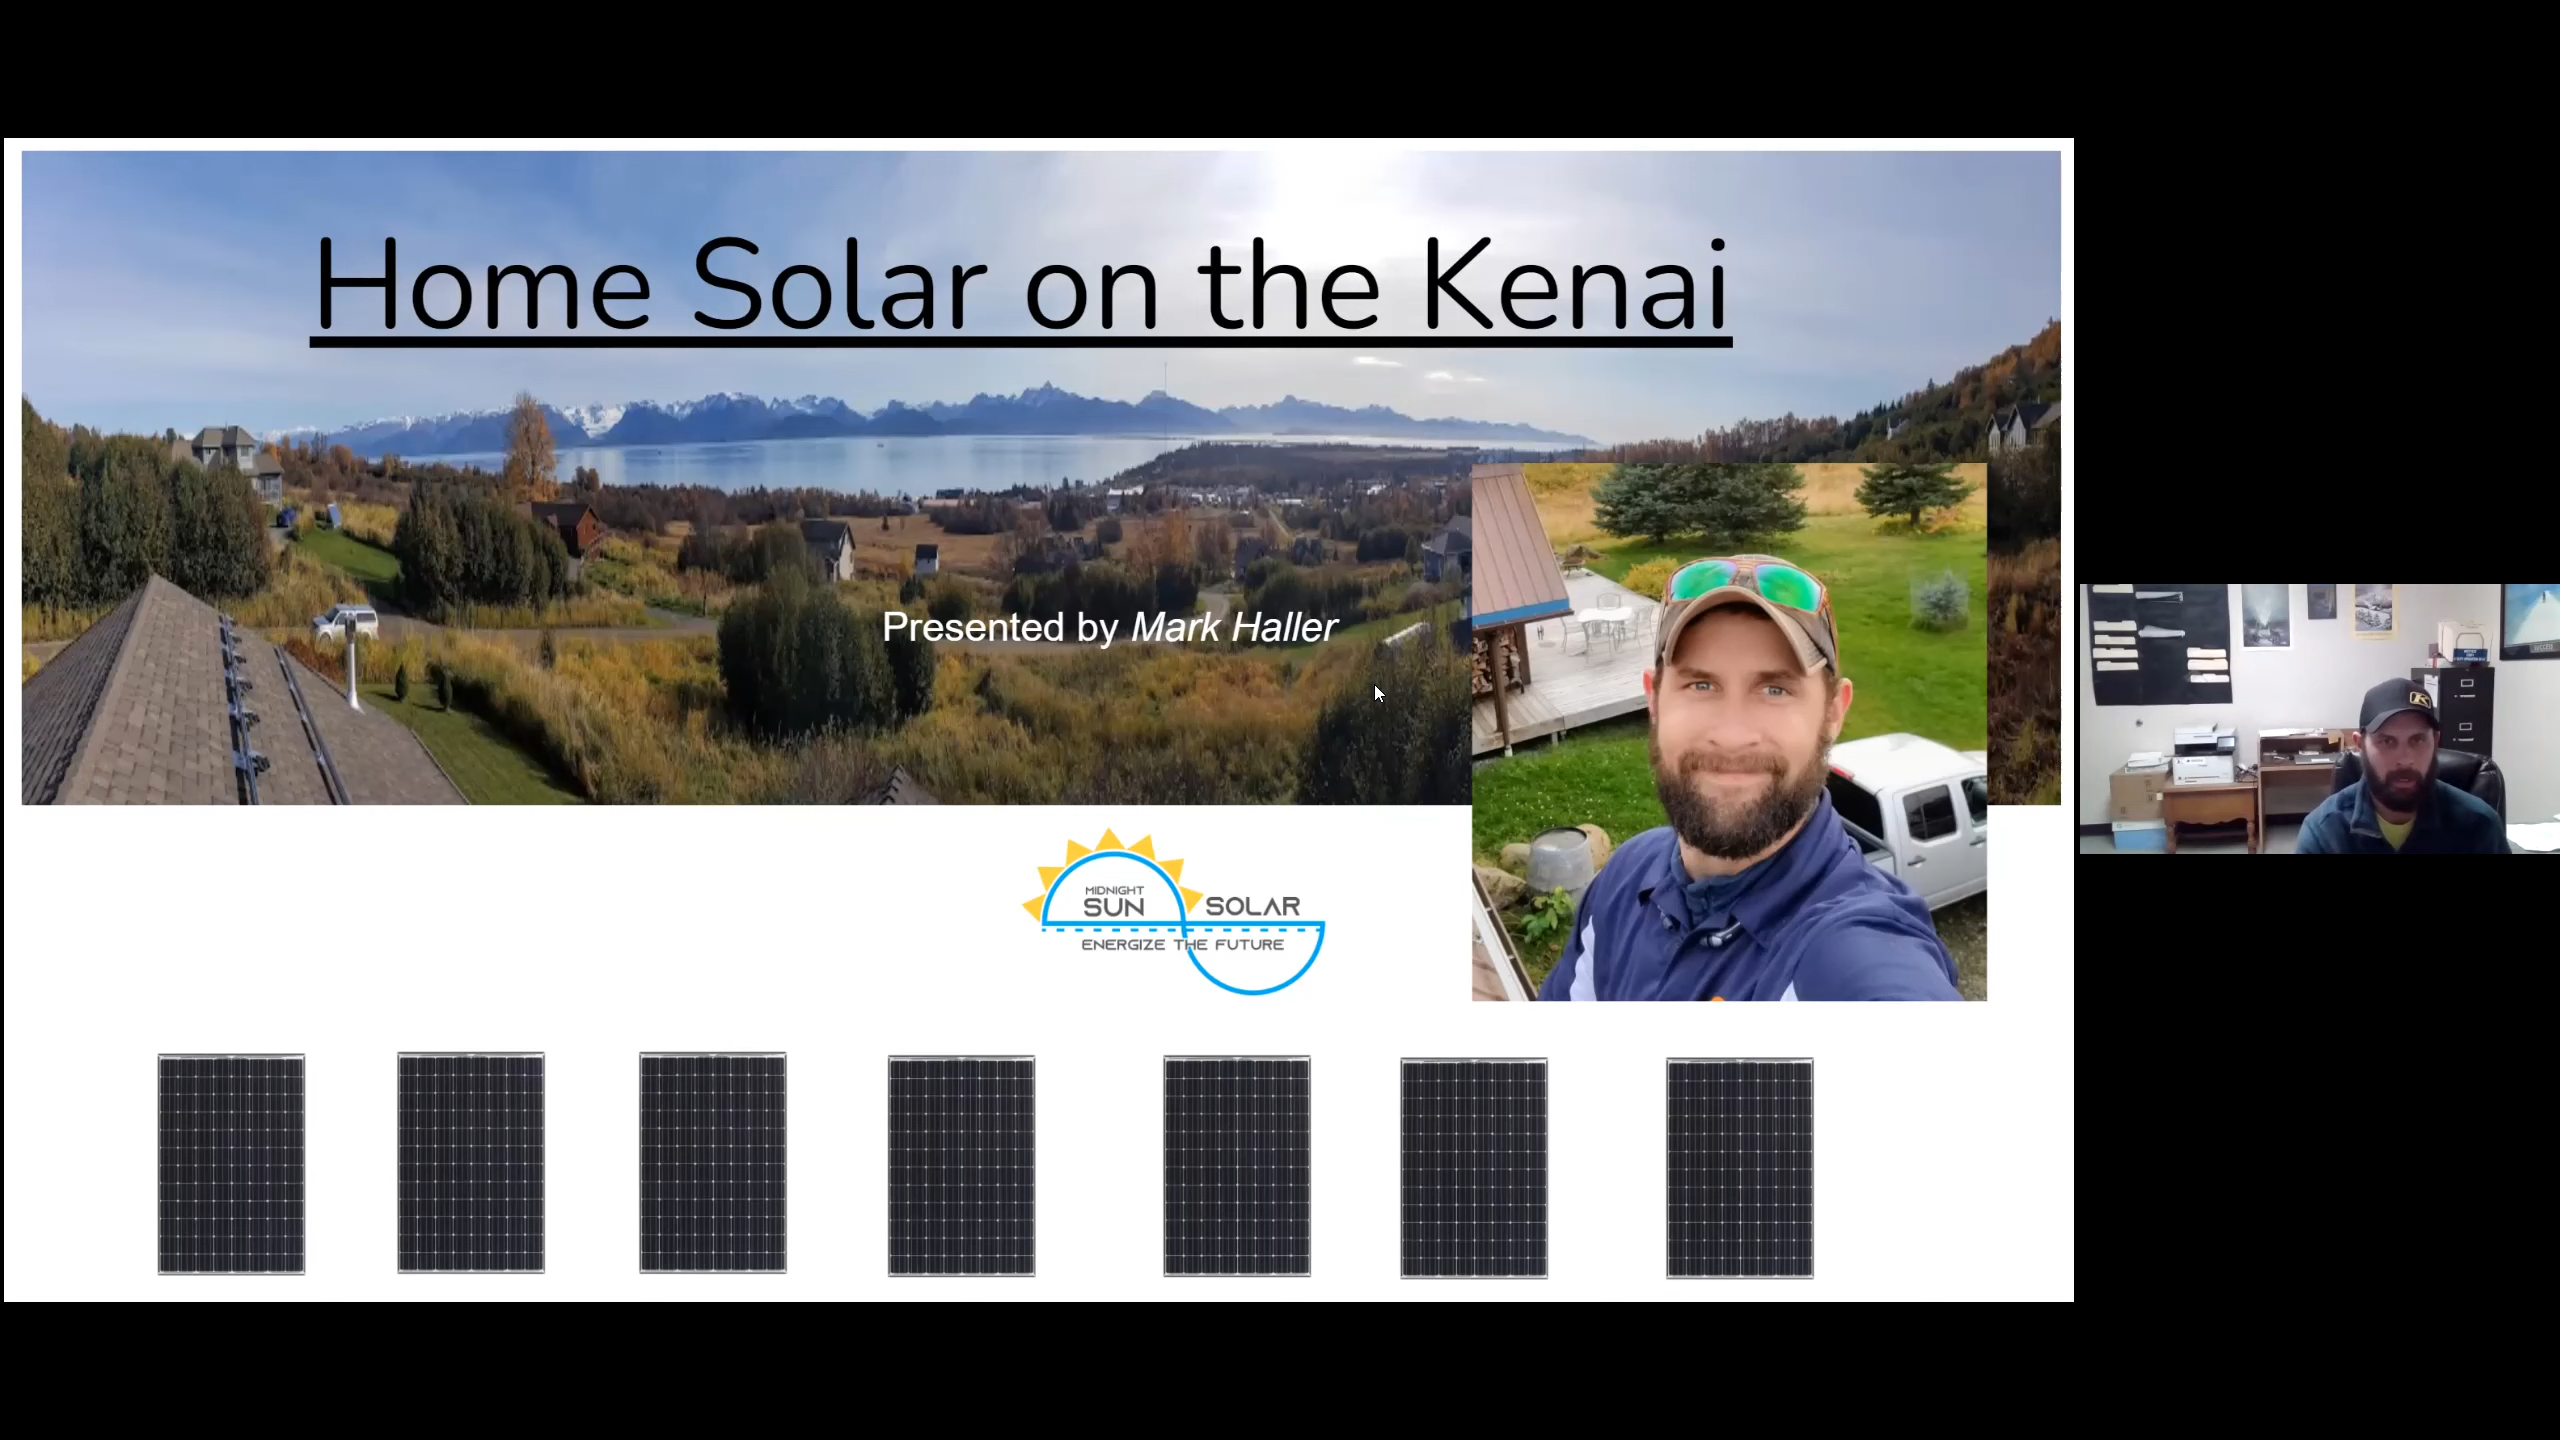 Home Solar on the Kenai
Presented by Mark Haller
MIDNIGHT
SUN SOLAR
ENERGIZE THE FUTURE